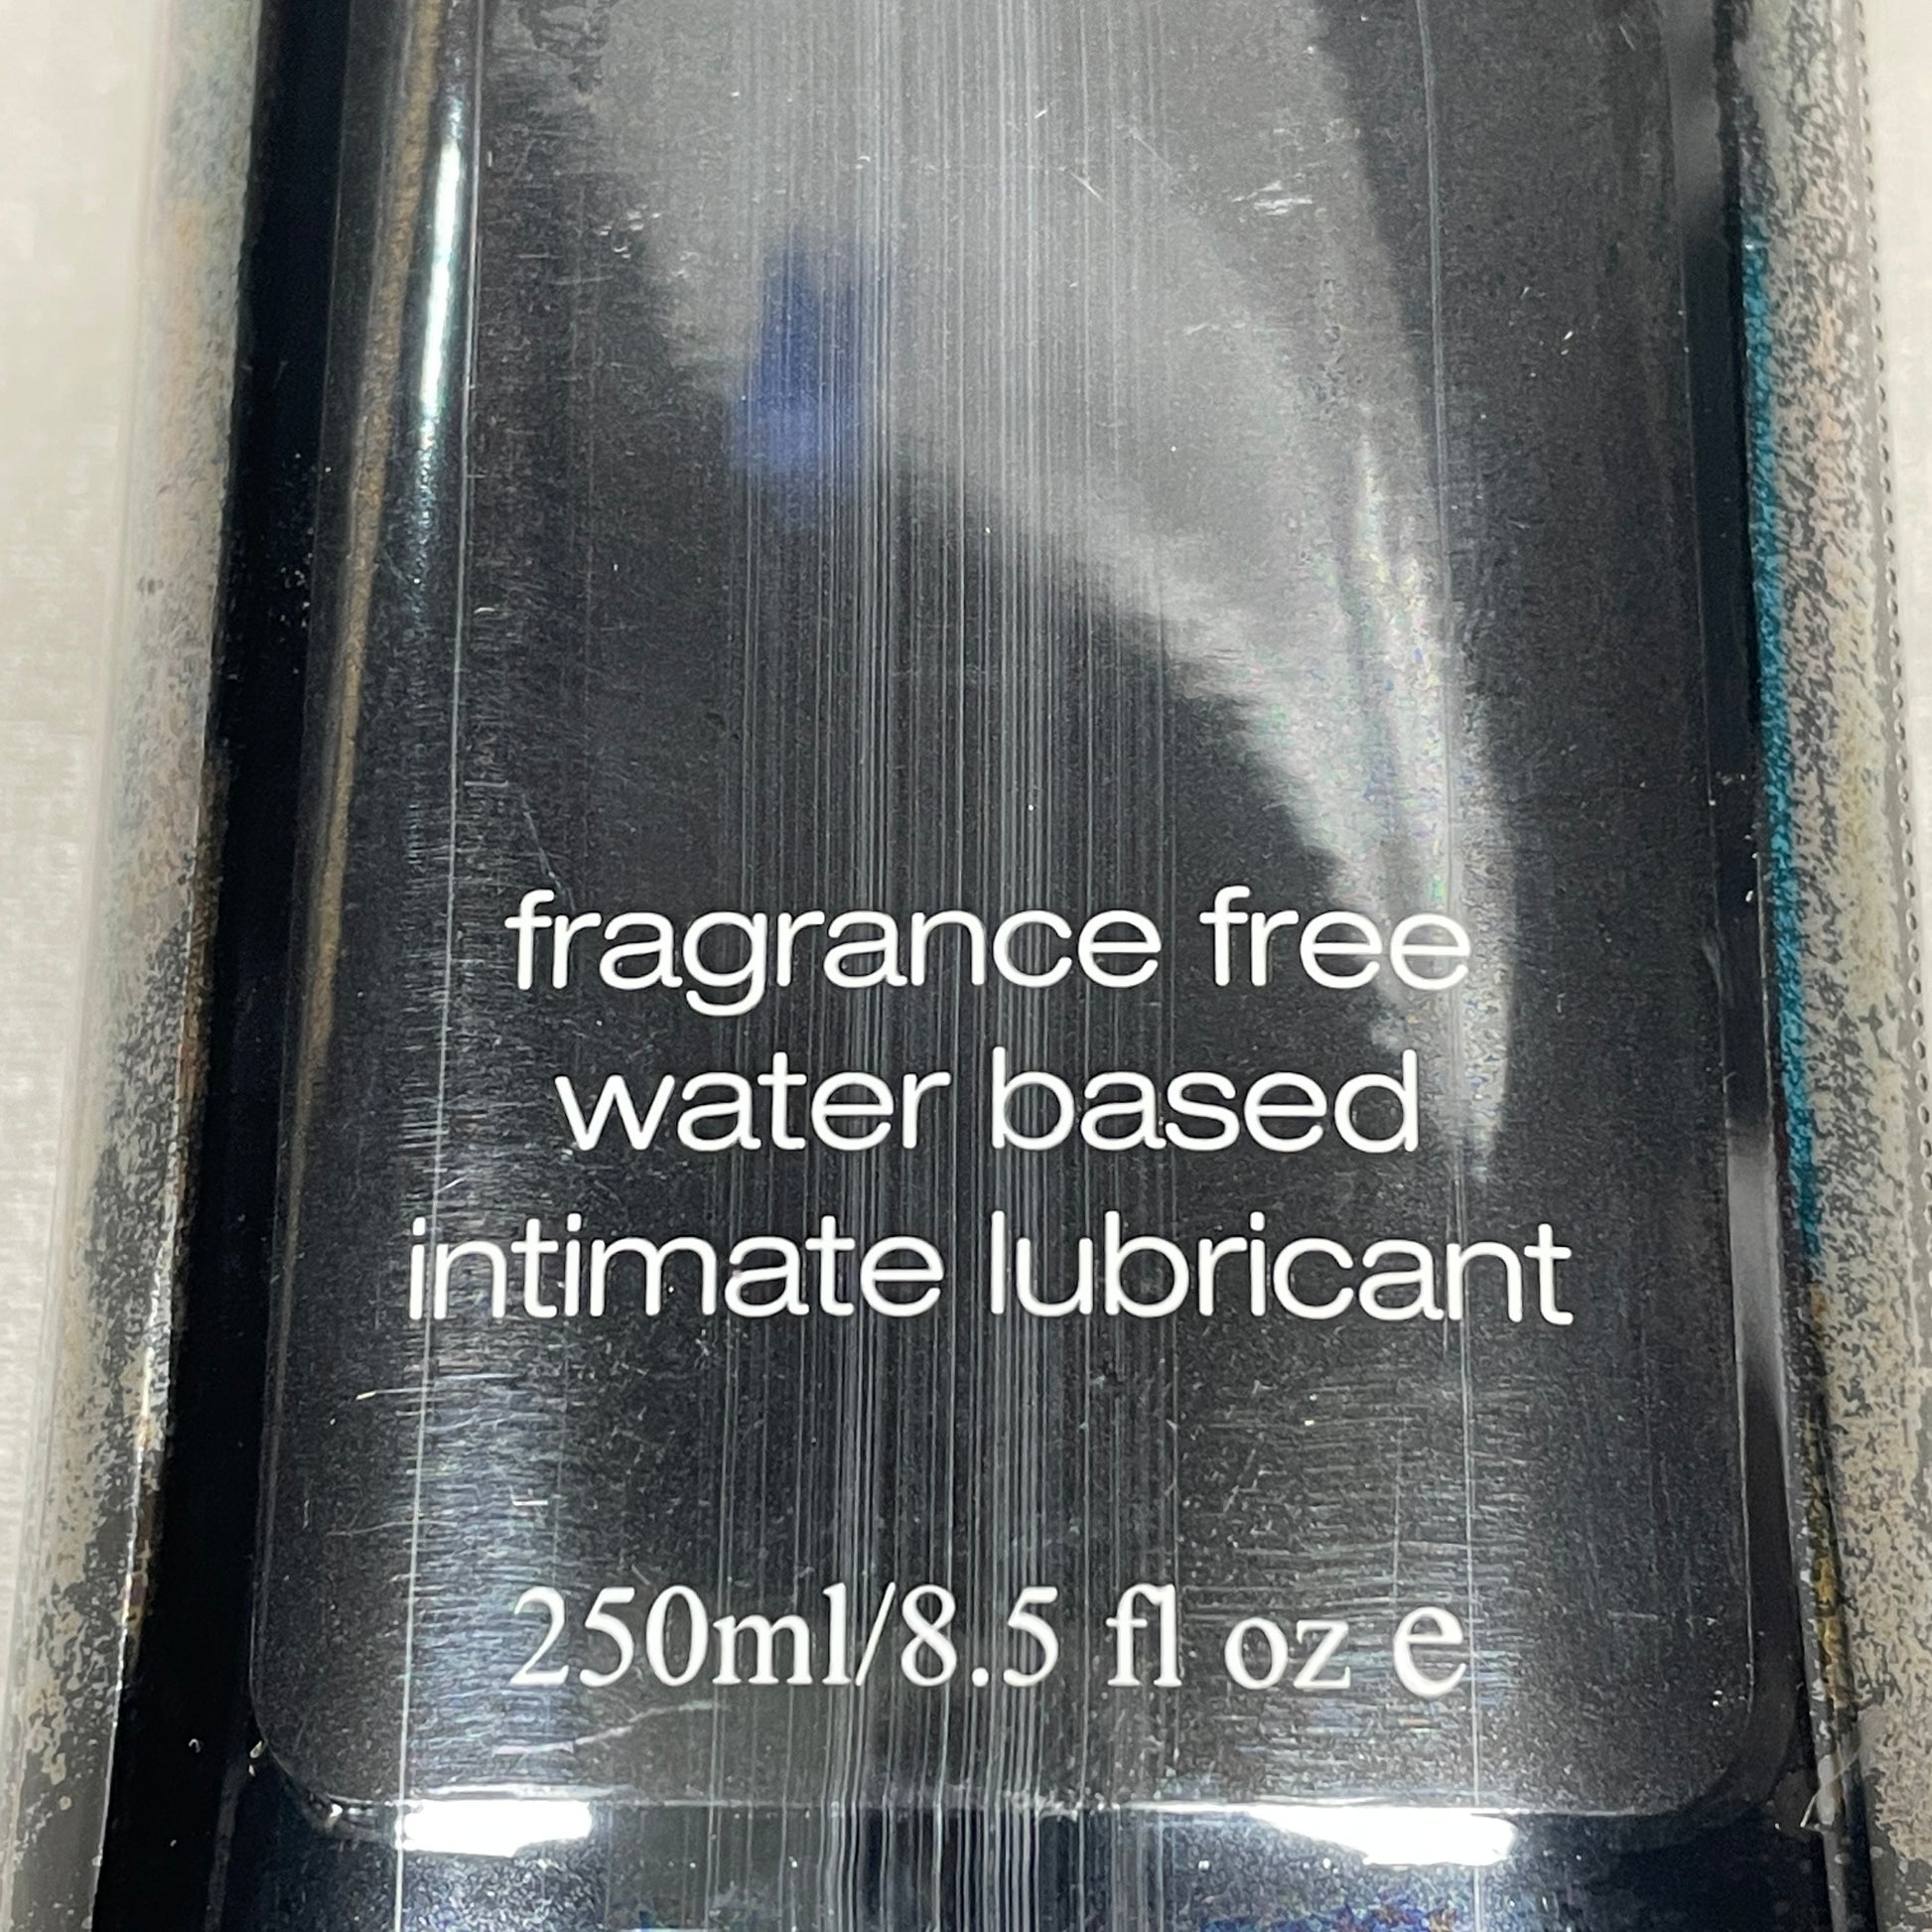 fragrance free
water based
intimate lubricant
250ml/8.5 fl oz e